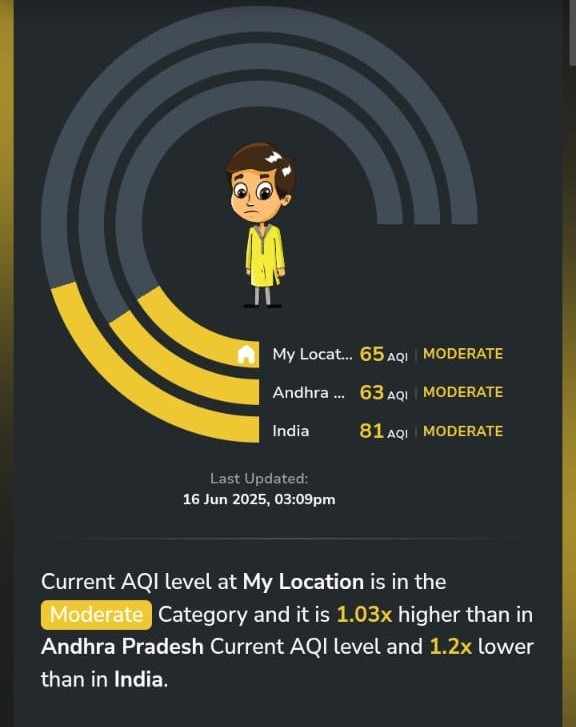 My Locat... 65 AQI | MODERATE
Andhra ... 63 AQI | MODERATE
India 81 AQI | MODERATE
Last Updated:
16 Jun 2025, 03:09pm
Current AQI level at My Location is in the
Moderate Category and it is 1.03x higher than in
Andhra Pradesh Current AQI level and 1.2x lower
than in India.